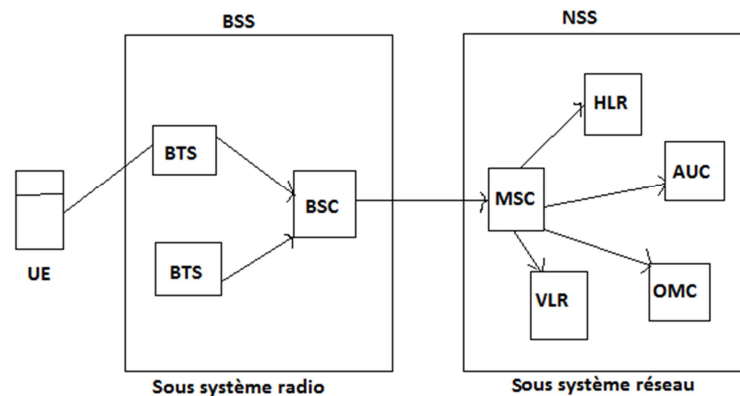 BSS
NSS
HLR
BTS
AUC
BSC
MSC
BTS
UE
VLR
OMC
Sous système radio
Sous système réseau